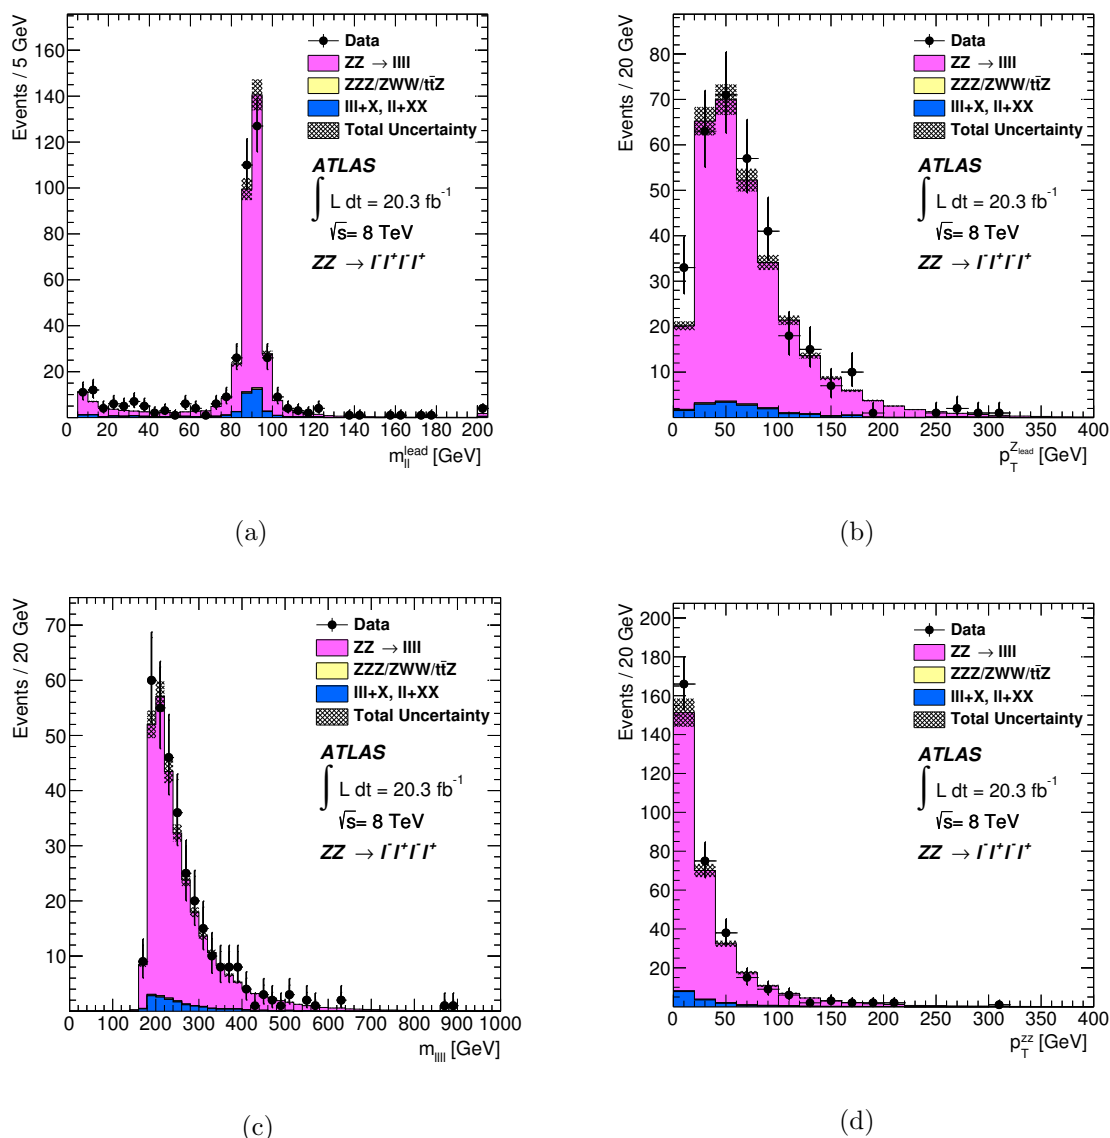 Events / 5 GeV
160
140
120
100
80
60
40
20
Data
ZZ → llll
ZZZ/ZWW/tt̄Z
lll+X, ll+XX
Total Uncertainty
ATLAS
∫ L dt = 20.3 fb⁻¹
√s= 8 TeV
ZZ → l⁻l⁺l⁻l⁺
0 20 40 60 80 100 120 140 160 180 200
m_ll^lead [GeV]
(a)
Events / 20 GeV
80
70
60
50
40
30
20
10
Data
ZZ → llll
ZZZ/ZWW/tt̄Z
lll+X, ll+XX
Total Uncertainty
ATLAS
∫ L dt = 20.3 fb⁻¹
√s= 8 TeV
ZZ → l⁻l⁺l⁻l⁺
0 50 100 150 200 250 300 350 400
p_T^Z_lead [GeV]
(b)
Events / 20 GeV
70
60
50
40
30
20
10
Data
ZZ → llll
ZZZ/ZWW/tt̄Z
lll+X, ll+XX
Total Uncertainty
ATLAS
∫ L dt = 20.3 fb⁻¹
√s= 8 TeV
ZZ → l⁻l⁺l⁻l⁺
0 100 200 300 400 500 600 700 800 900 1000
m_llll [GeV]
(c)
Events / 20 GeV
200
180
160
140
120
100
80
60
40
20
Data
ZZ → llll
ZZZ/ZWW/tt̄Z
lll+X, ll+XX
Total Uncertainty
ATLAS
∫ L dt = 20.3 fb⁻¹
√s= 8 TeV
ZZ → l⁻l⁺l⁻l⁺
0 50 100 150 200 250 300 350 400
p_T^zz [GeV]
(d)